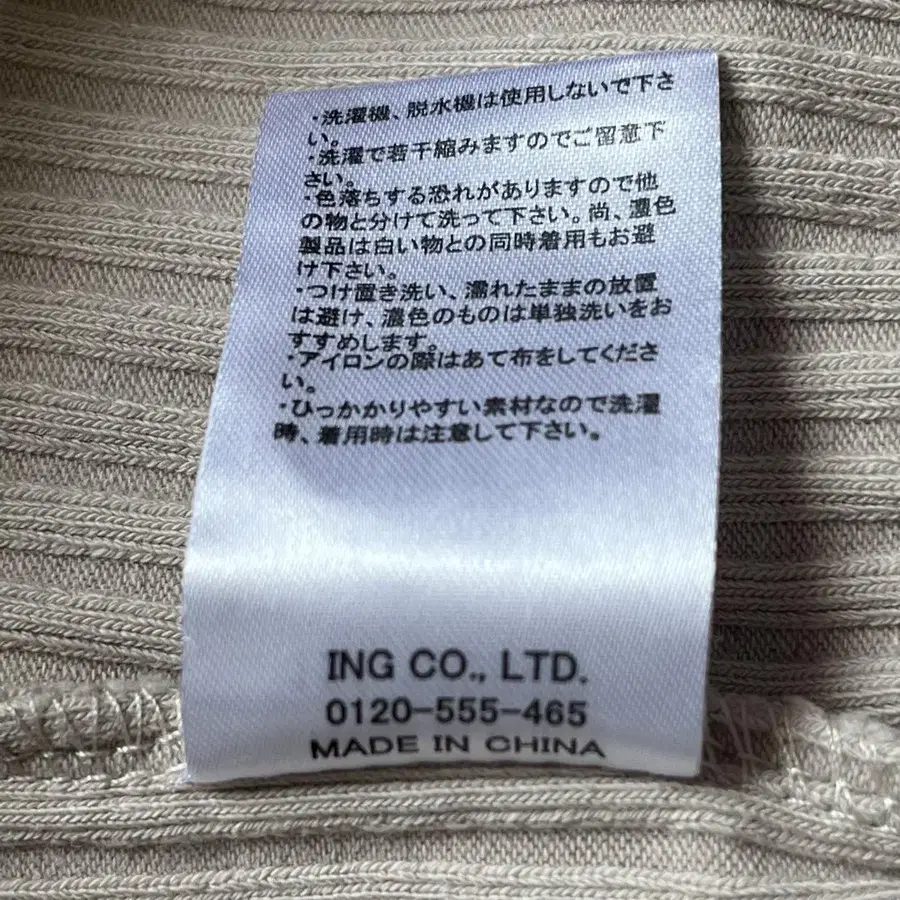 ・洗濯機、脱水機は使用しないで下さ
い。
・洗濯で若干縮みますのでご留意下
さい。
・色落ちする恐れがありますので他
の物と分けて洗って下さい。尚、濃色
製品は白い物との同時着用もお避
け下さい。
・つけ置き洗い、濡れたままの放置
は避け、濃色のものは単独洗いをお
すすめします。
・アイロンの際はあて布をしてくださ
い。
・ひっかかりやすい素材なので洗濯
時、着用時は注意して下さい。
ING CO., LTD.
0120-555-465
MADE IN CHINA